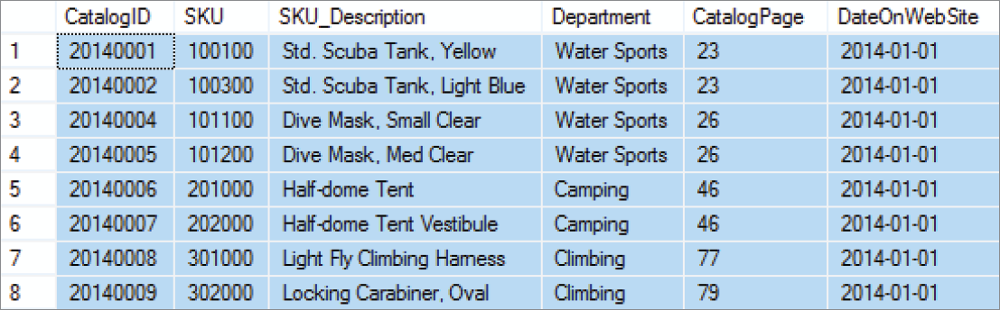 CatalogID SKU SKU_Description Department CatalogPage DateOnWebSite
1 20140001 100100 Std. Scuba Tank, Yellow Water Sports 23 2014-01-01
2 20140002 100300 Std. Scuba Tank, Light Blue Water Sports 23 2014-01-01
3 20140004 101100 Dive Mask, Small Clear Water Sports 26 2014-01-01
4 20140005 101200 Dive Mask, Med Clear Water Sports 26 2014-01-01
5 20140006 201000 Half-dome Tent Camping 46 2014-01-01
6 20140007 202000 Half-dome Tent Vestibule Camping 46 2014-01-01
7 20140008 301000 Light Fly Climbing Harness Climbing 77 2014-01-01
8 20140009 302000 Locking Carabiner, Oval Climbing 79 2014-01-01